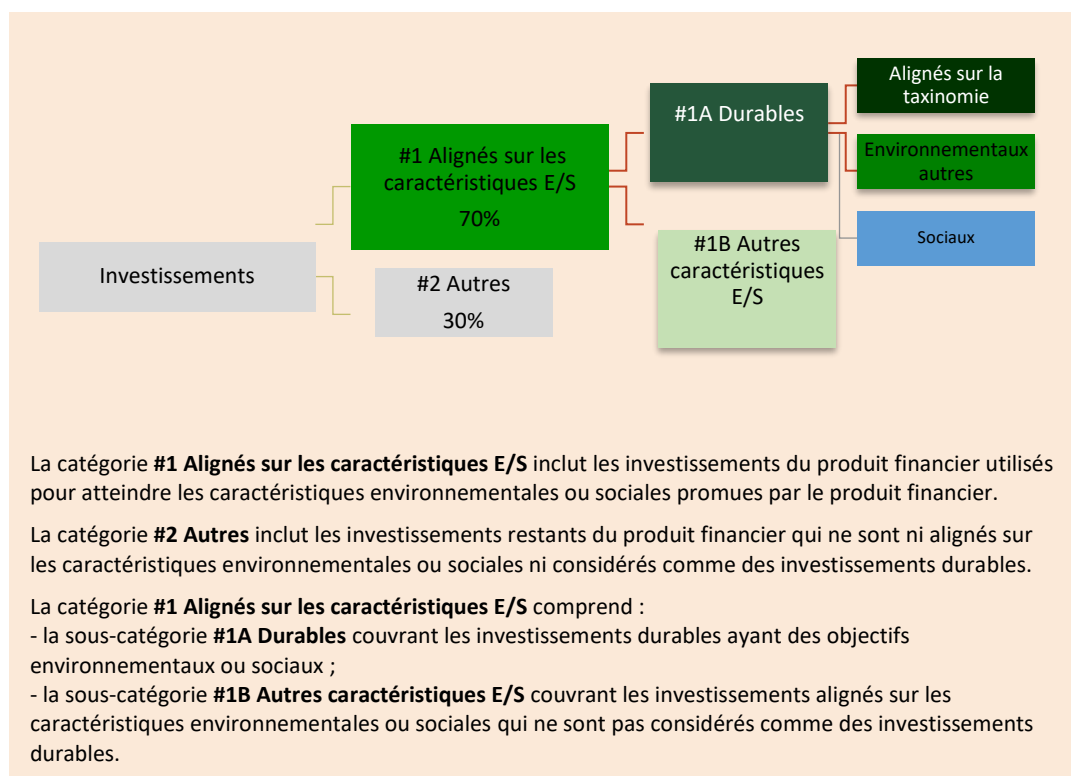 Alignés sur la
taxinomie
#1A Durables
#1 Alignés sur les
caractéristiques E/S
70%
Environnementaux
autres
Sociaux
#1B Autres
caractéristiques
E/S
Investissements
#2 Autres
30%
La catégorie #1 Alignés sur les caractéristiques E/S inclut les investissements du produit financier utilisés
pour atteindre les caractéristiques environnementales ou sociales promues par le produit financier.
La catégorie #2 Autres inclut les investissements restants du produit financier qui ne sont ni alignés sur
les caractéristiques environnementales ou sociales ni considérés comme des investissements durables.
La catégorie #1 Alignés sur les caractéristiques E/S comprend :
- la sous-catégorie #1A Durables couvrant les investissements durables ayant des objectifs
environnementaux ou sociaux ;
- la sous-catégorie #1B Autres caractéristiques E/S couvrant les investissements alignés sur les
caractéristiques environnementales ou sociales qui ne sont pas considérés comme des investissements
durables.